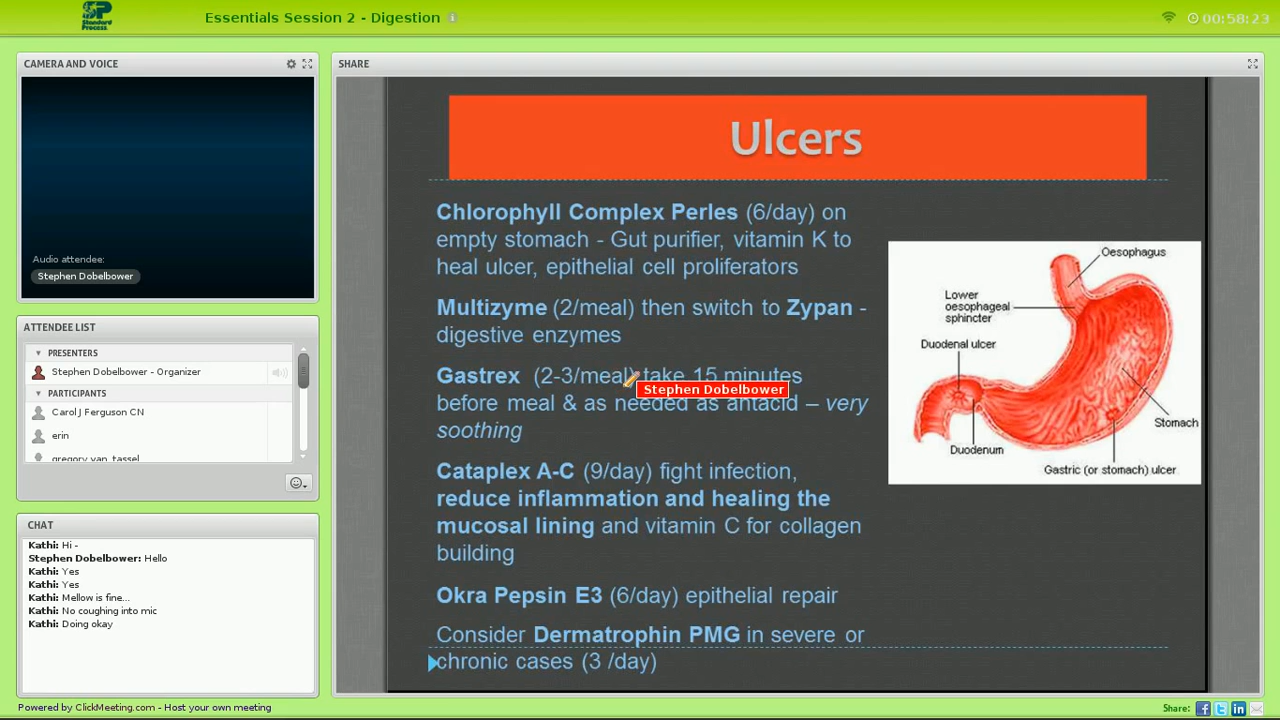 SP
Standard
Process
Essentials Session 2 - Digestion
00:58:23
CAMERA AND VOICE
Audio attendee:
Stephen Dobelbower
ATTENDEE LIST
PRESENTERS
Stephen Dobelbower - Organizer
PARTICIPANTS
Carol J Ferguson CN
erin
gregory van_tassel
CHAT
Kathi: Hi -
Stephen Dobelbower: Hello
Kathi: Yes
Kathi: Yes
Kathi: Mellow is fine...
Kathi: No coughing into mic
Kathi: Doing okay
SHARE
Ulcers
Chlorophyll Complex Perles (6/day) on
empty stomach - Gut purifier, vitamin K to
heal ulcer, epithelial cell proliferators
Multizyme (2/meal) then switch to Zypan -
digestive enzymes
Gastrex (2-3/meal) take 15 minutes
Stephen Dobelbower
before meal & as needed as antacid – very
soothing
Cataplex A-C (9/day) fight infection,
reduce inflammation and healing the
mucosal lining and vitamin C for collagen
building
Okra Pepsin E3 (6/day) epithelial repair
Consider Dermatrophin PMG in severe or
chronic cases (3 /day)
Oesophagus
Lower
oesophageal
sphincter
Duodenal ulcer
Stomach
Duodenum
Gastric (or stomach) ulcer
Powered by ClickMeeting.com - Host your own meeting
Share: